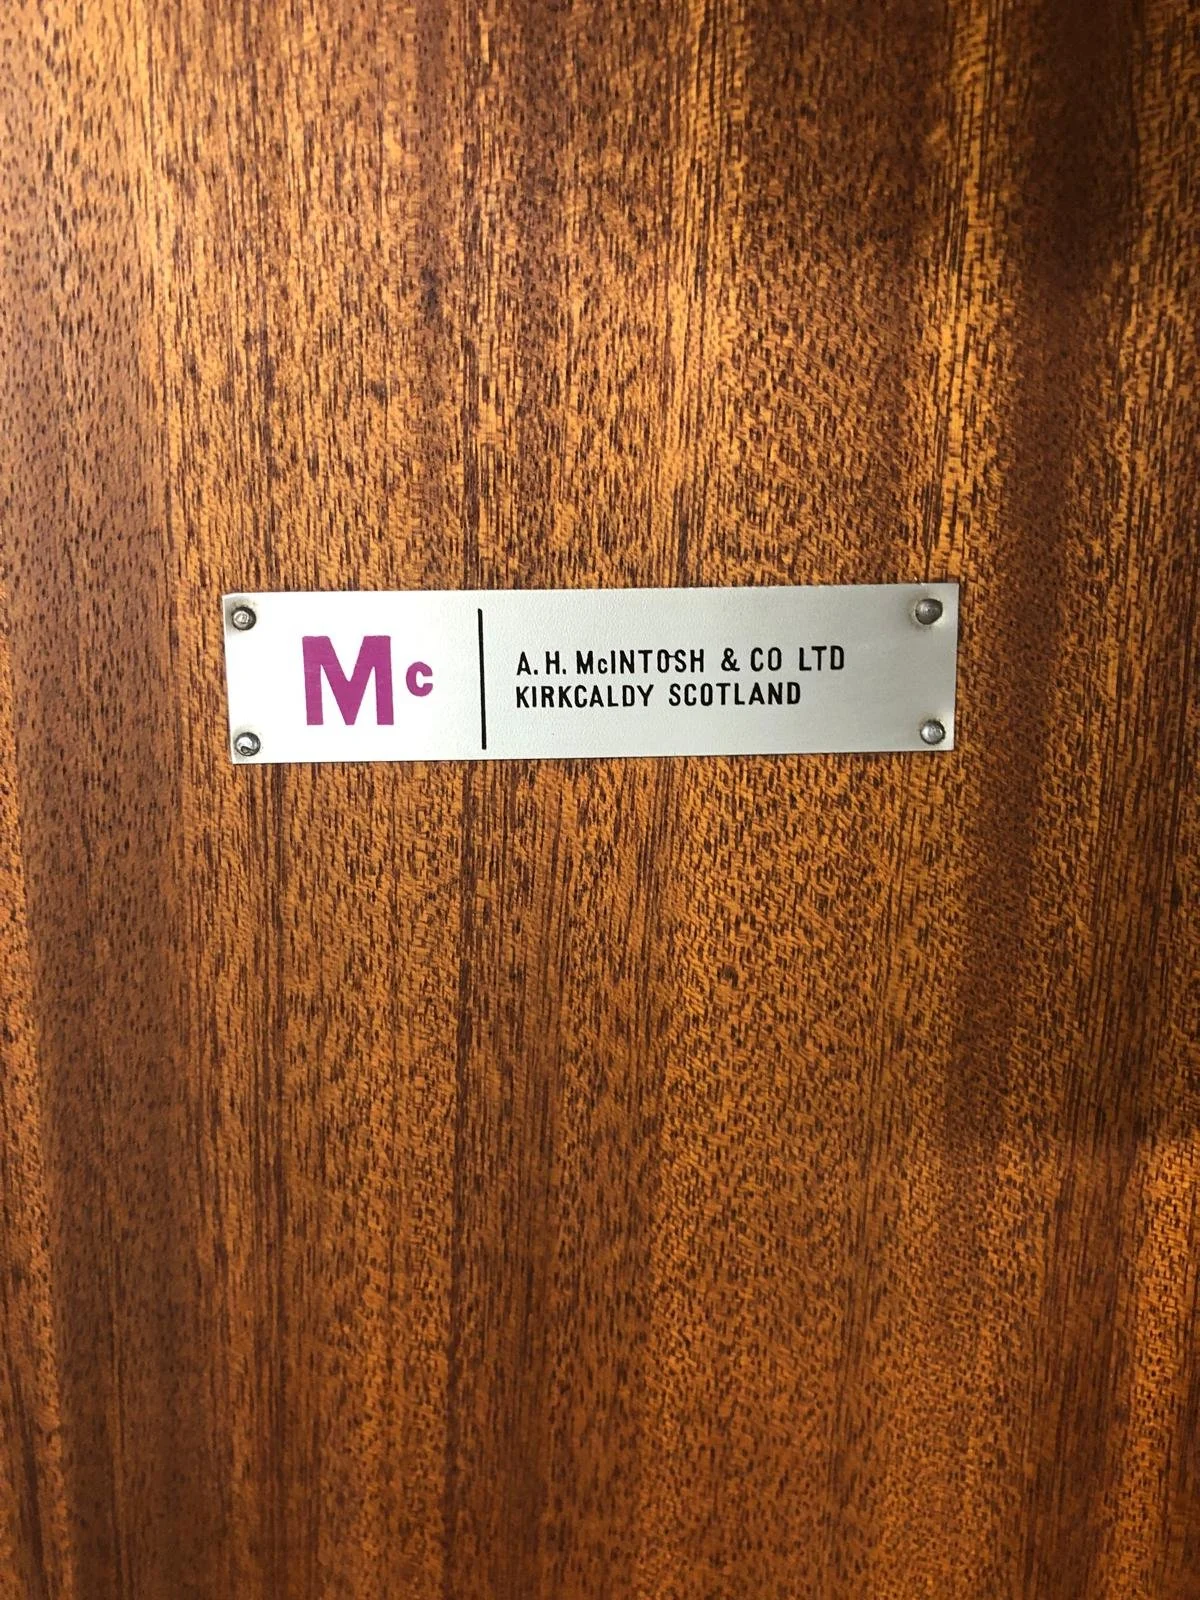 Mc
A. H. McINTOSH & CO LTD
KIRKCALDY SCOTLAND